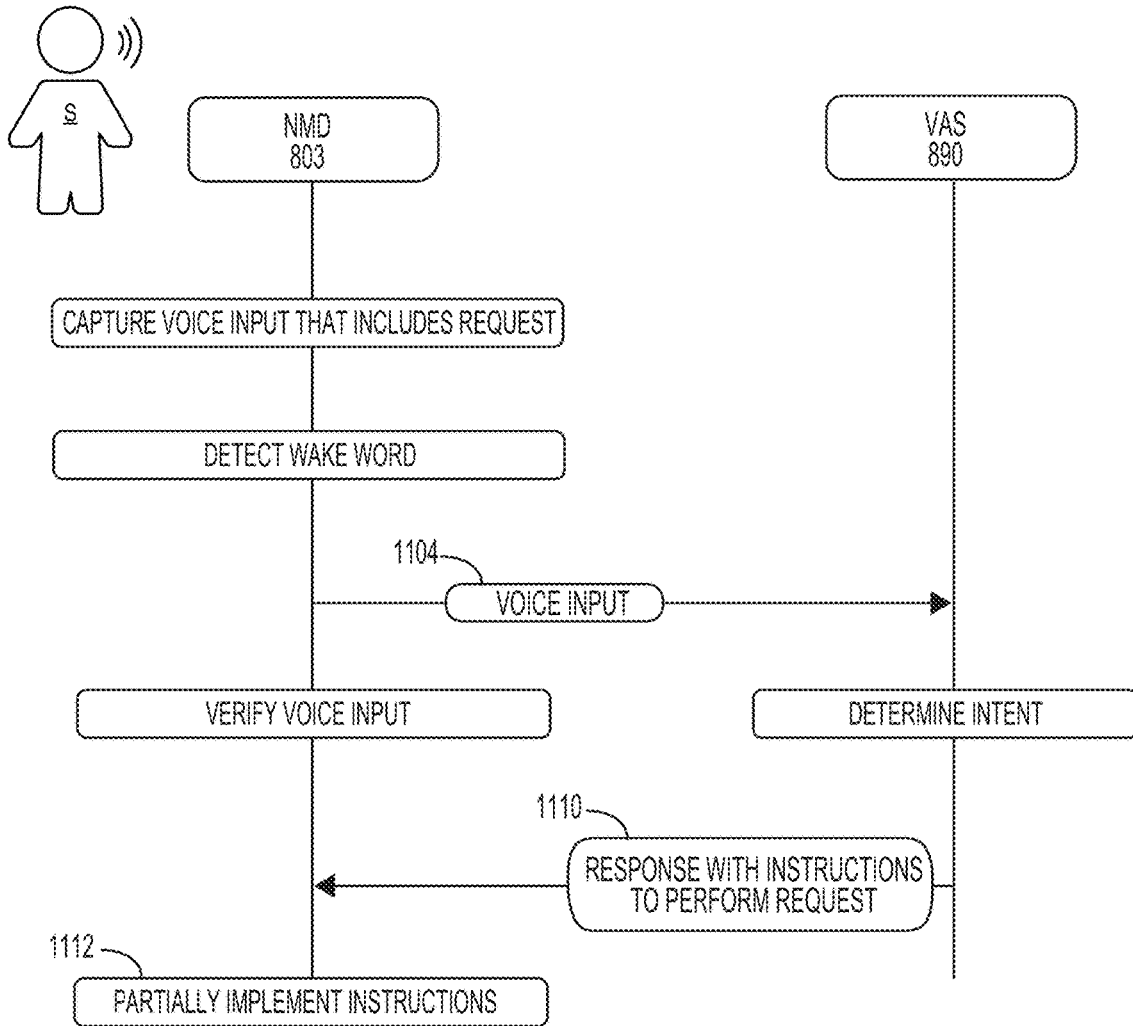 S
NMD
803
VAS
890
CAPTURE VOICE INPUT THAT INCLUDES REQUEST
DETECT WAKE WORD
1104
VOICE INPUT
VERIFY VOICE INPUT
DETERMINE INTENT
1110
RESPONSE WITH INSTRUCTIONS
TO PERFORM REQUEST
1112
PARTIALLY IMPLEMENT INSTRUCTIONS